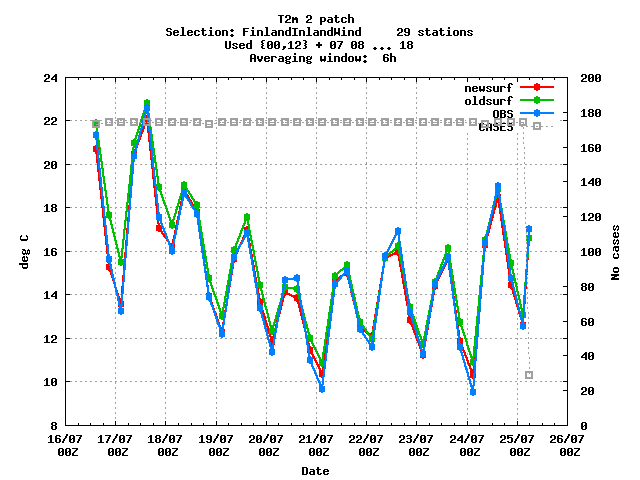 T2m 2 patch
Selection: FinlandInlandWind     29 stations
Used {00,12} + 07 08 ... 18
Averaging window:  6h
newsurf
oldsurf
OBS
CASES
deg C
24
22
20
18
16
14
12
10
8
200
180
160
140
120
100
80
60
40
20
0
No cases
16/07 17/07 18/07 19/07 20/07 21/07 22/07 23/07 24/07 25/07 26/07
00Z 00Z 00Z 00Z 00Z 00Z 00Z 00Z 00Z 00Z 00Z
Date